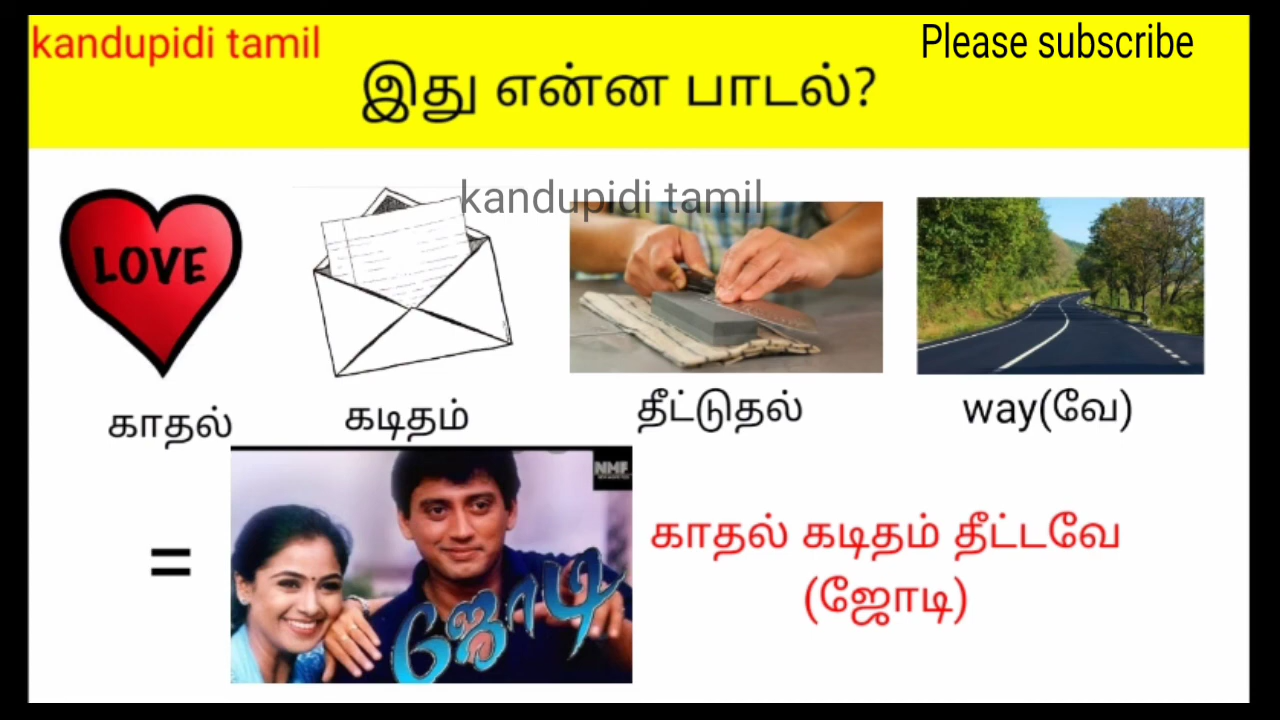 kandupidi tamil
Please subscribe
இது என்ன பாடல்?
kandupidi tamil
LOVE
காதல்
கடிதம்
தீட்டுதல்
way(வே)
NMF
ஜோடி
காதல் கடிதம் தீட்டவே
(ஜோடி)